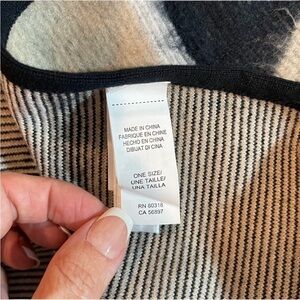 MADE IN CHINA
FABRIQUE EN CHINE
HECHO EN CHINA
DIBUAT DI CINA
ONE SIZE/
UNE TAILLE/
UNA TALLA
RN 60318
CA 56897